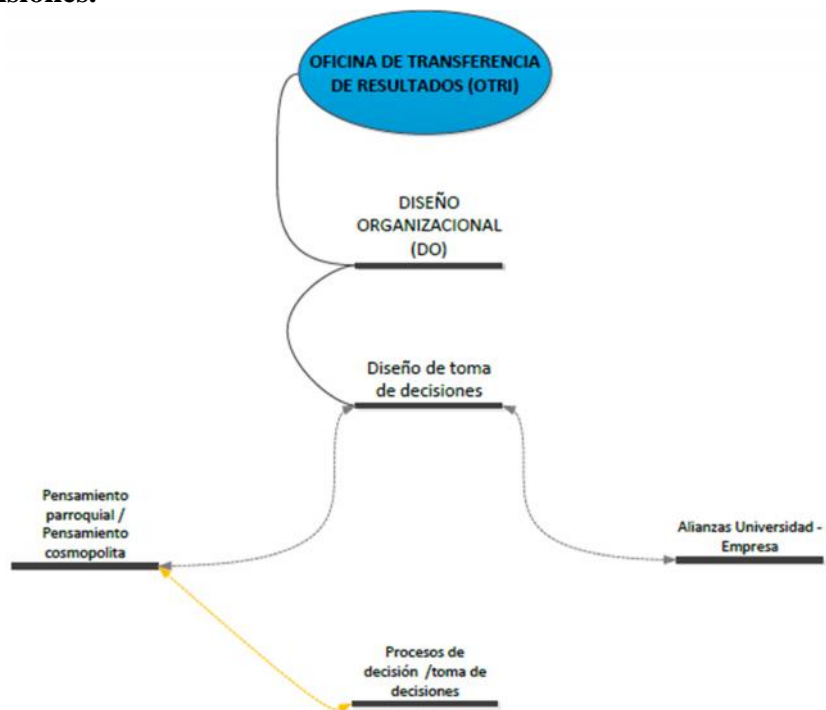 siones.
OFICINA DE TRANSFERENCIA
DE RESULTADOS (OTRI)
DISEÑO
ORGANIZACIONAL
(DO)
Diseño de toma
de decisiones
Pensamiento
parroquial /
Pensamiento
cosmopolita
Alianzas Universidad -
Empresa
Procesos de
decisión /toma de
decisiones